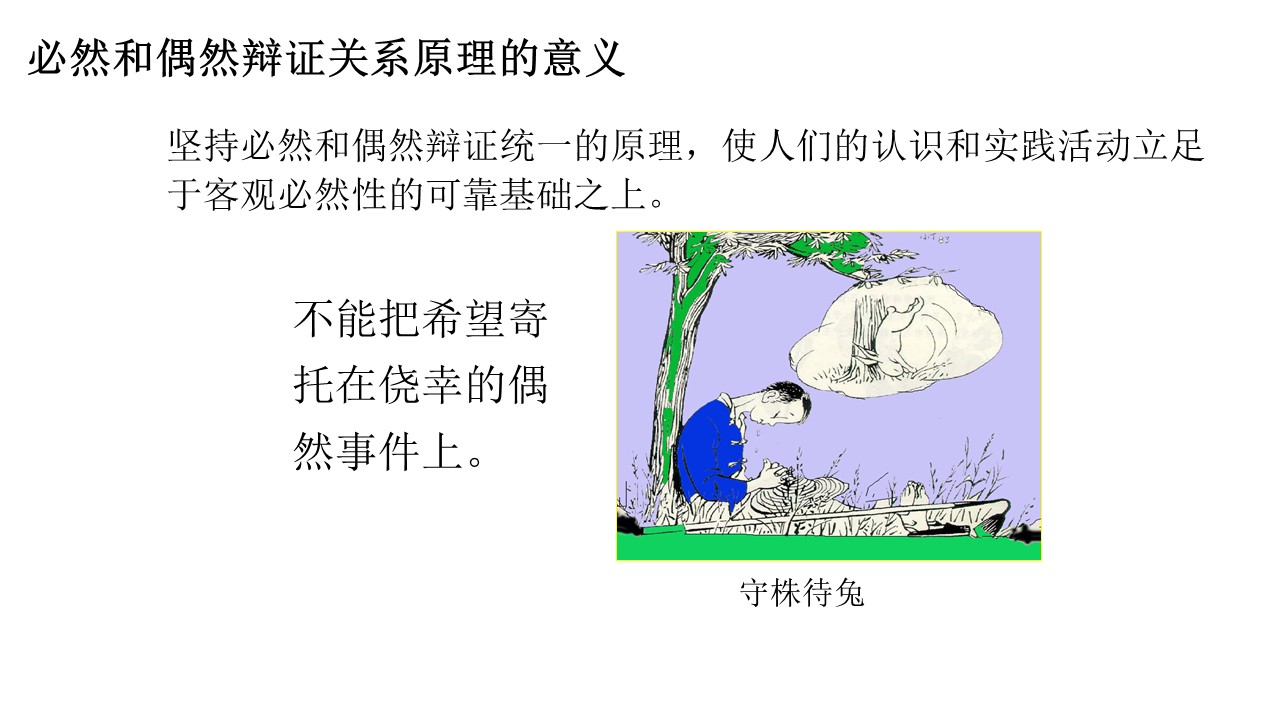 必然和偶然辩证关系原理的意义
坚持必然和偶然辩证统一的原理，使人们的认识和实践活动立足
于客观必然性的可靠基础之上。
不能把希望寄
托在侥幸的偶
然事件上。
守株待兔